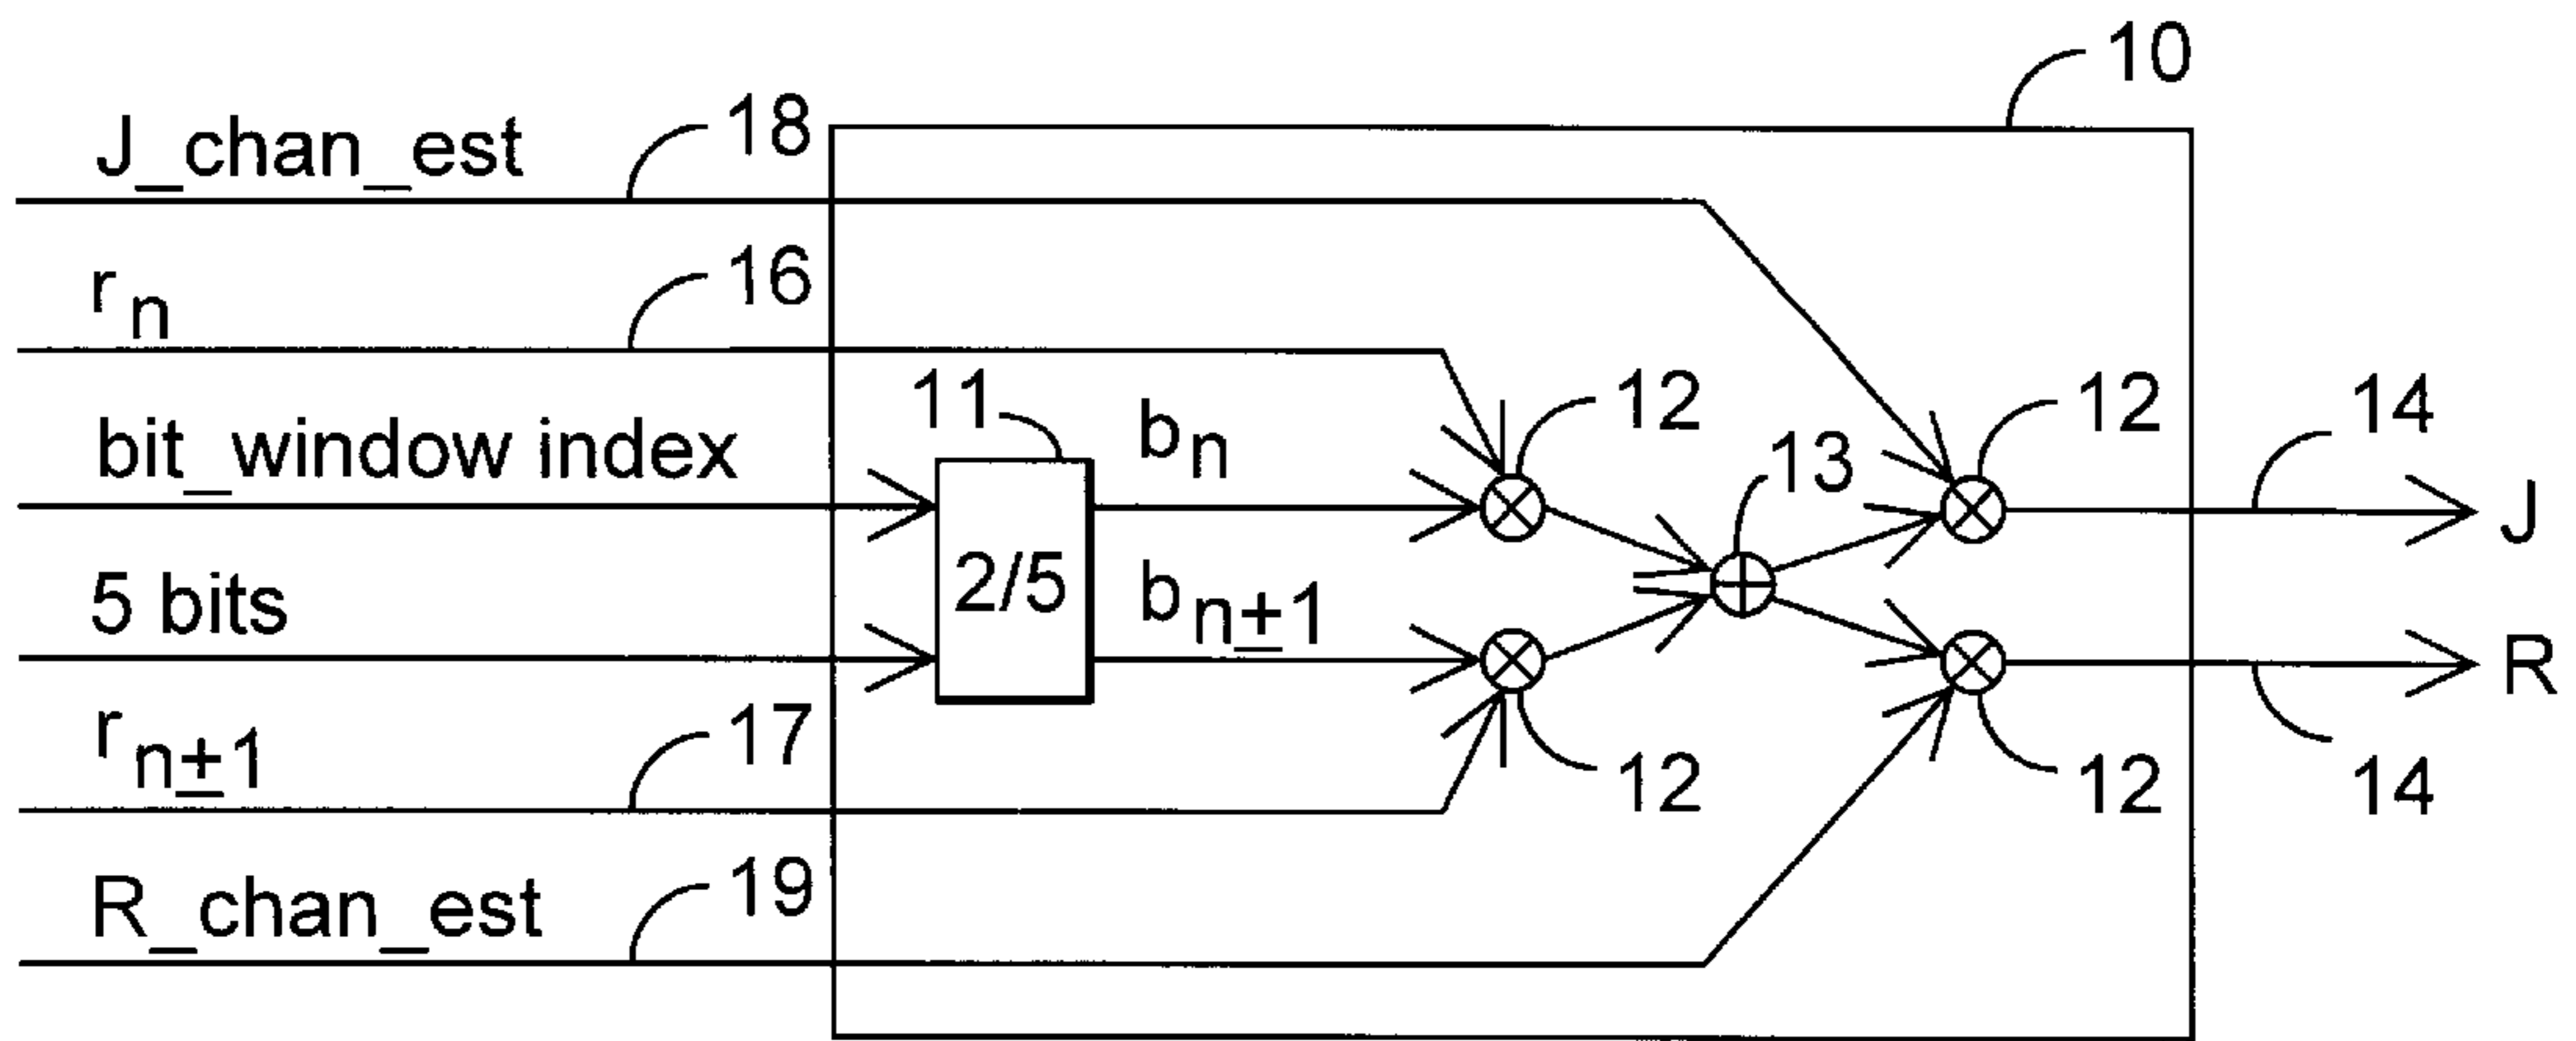 10
J_chan_est 18
r n 16
11 b n 12 12 14
bit_window index
13
J
5 bits 2/5 b n±1
R
r n±1 17 12 12 14
R_chan_est 19